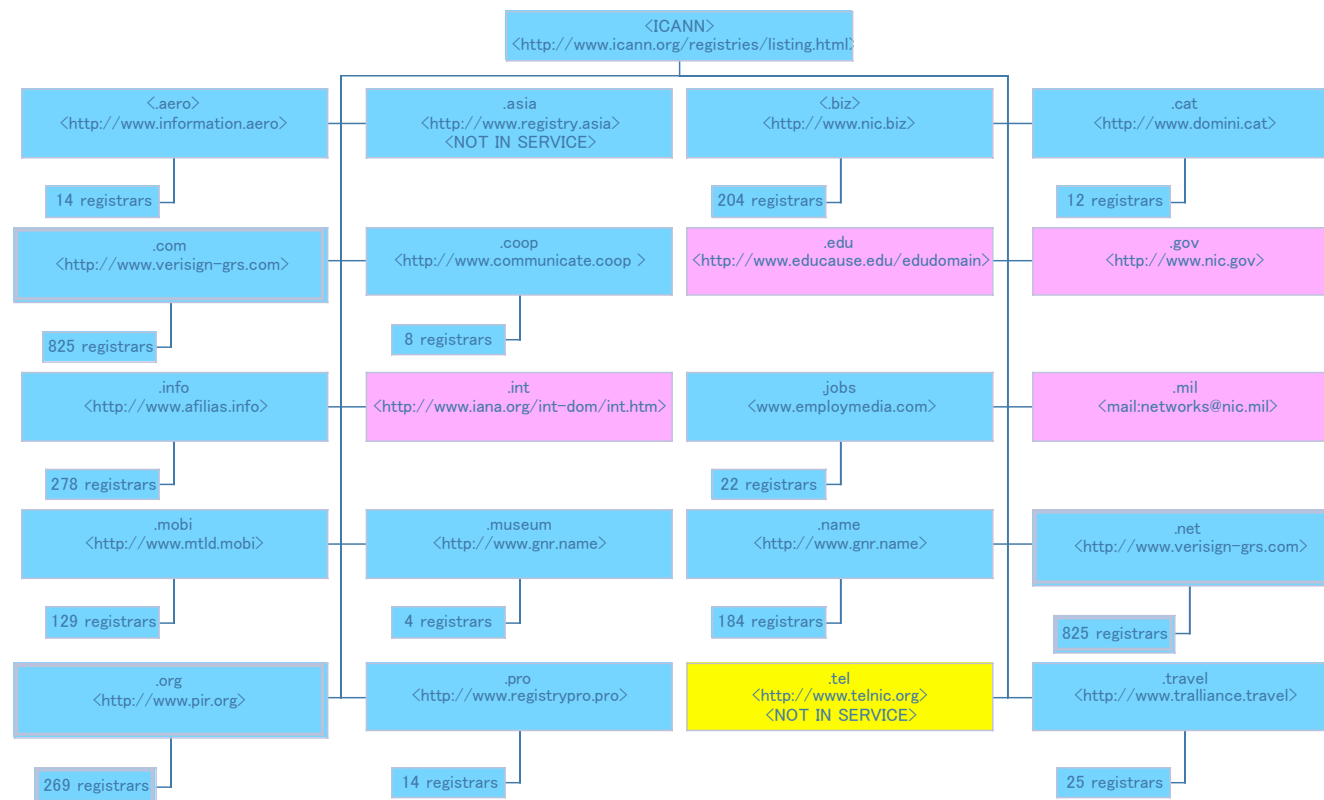 <ICANN>
<http://www.icann.org/registries/listing.html>
<.aero>
<http://www.information.aero>
14 registrars
.asia
<http://www.registry.asia>
<NOT IN SERVICE>
<.biz>
<http://www.nic.biz>
204 registrars
.cat
<http://www.domini.cat>
12 registrars
.com
<http://www.verisign-grs.com>
825 registrars
.coop
<http://www.communicate.coop >
8 registrars
.edu
<http://www.educause.edu/edudomain>
.gov
<http://www.nic.gov>
.info
<http://www.afilias.info>
278 registrars
.int
<http://www.iana.org/int-dom/int.htm>
.jobs
<www.employmedia.com>
22 registrars
.mil
<mail:networks@nic.mil>
.mobi
<http://www.mtld.mobi>
129 registrars
.museum
<http://www.gnr.name>
4 registrars
.name
<http://www.gnr.name>
184 registrars
.net
<http://www.verisign-grs.com>
825 registrars
.org
<http://www.pir.org>
269 registrars
.pro
<http://www.registrypro.pro>
14 registrars
.tel
<http://www.telnic.org>
<NOT IN SERVICE>
.travel
<http://www.tralliance.travel>
25 registrars